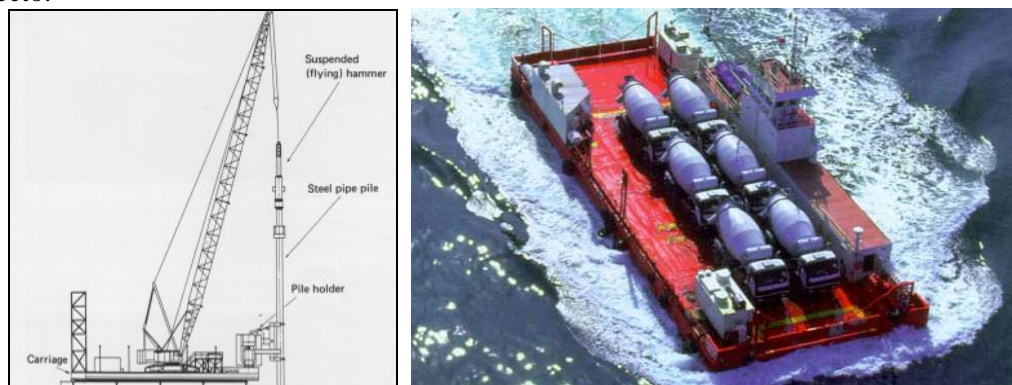 Suspended
(flying) hammer
Steel pipe pile
Pile holder
Carriage